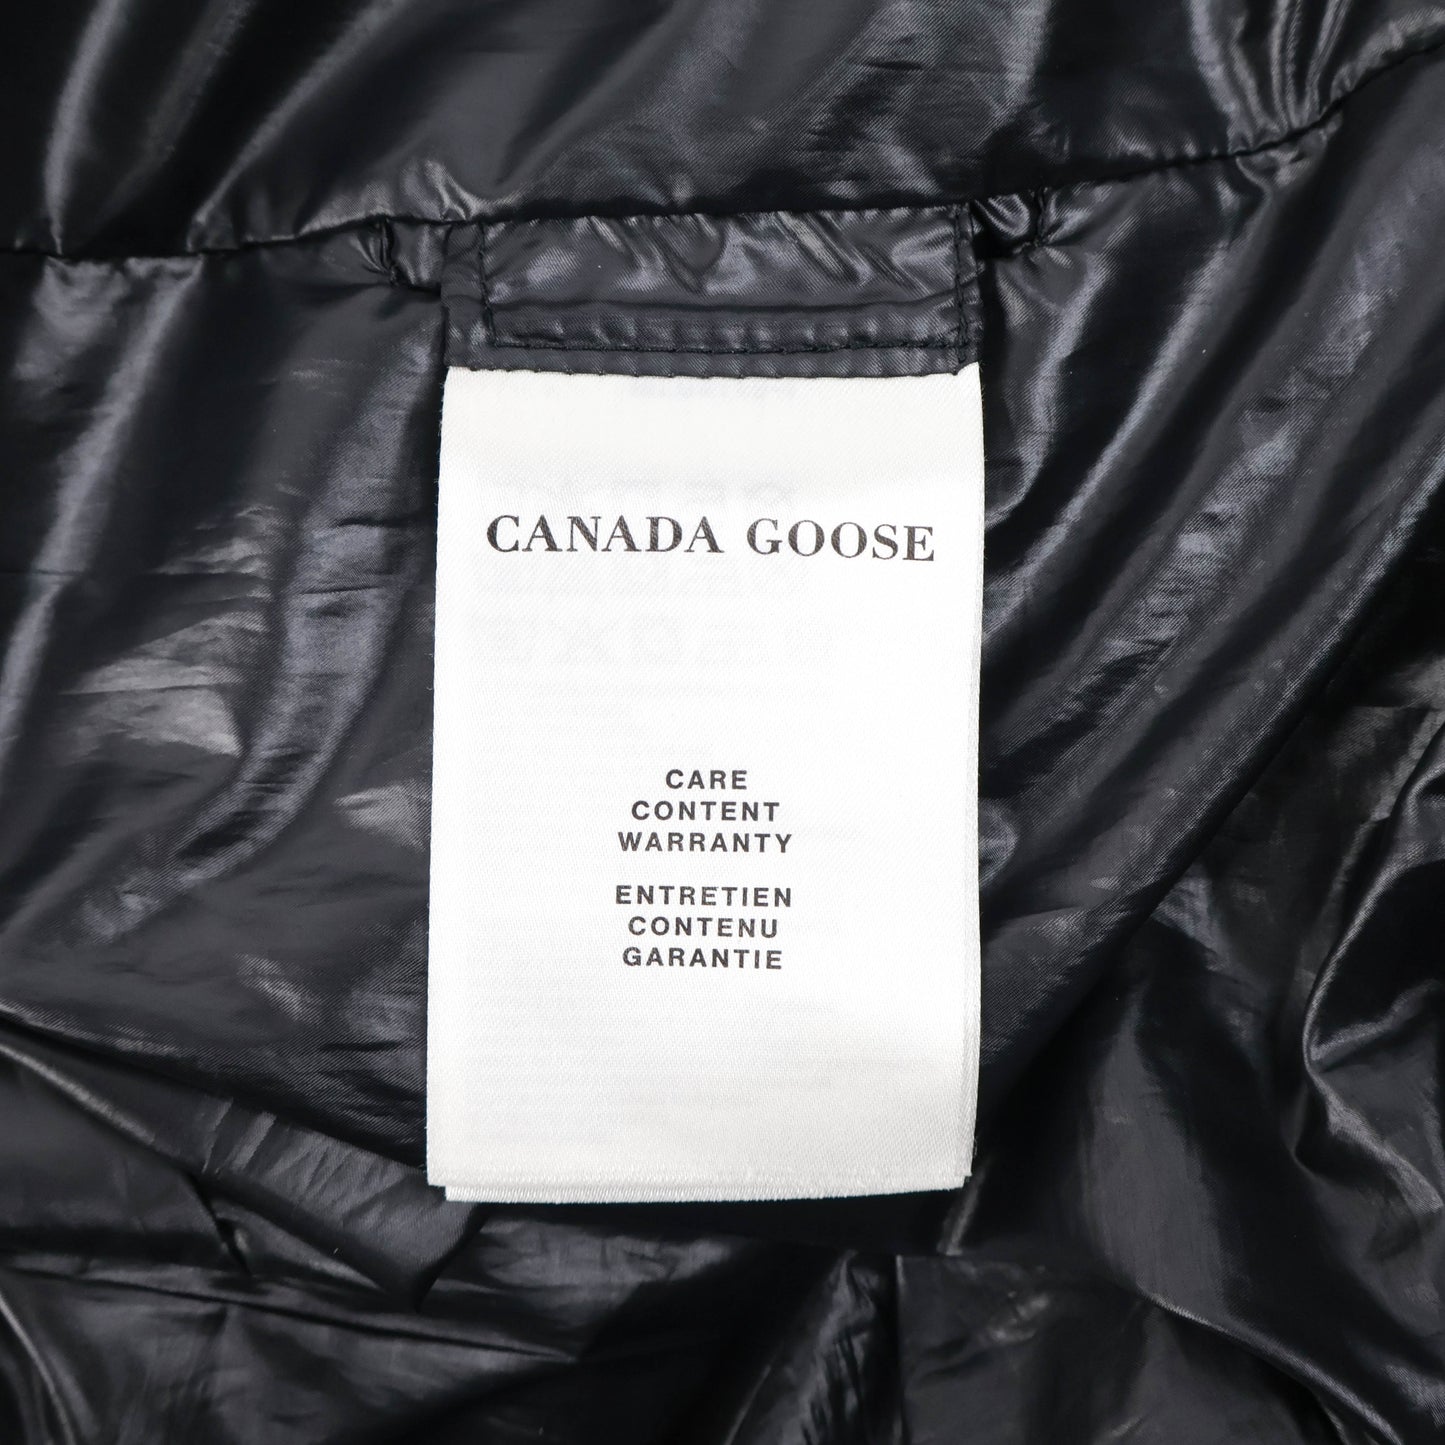 CANADA GOOSE
CARE
CONTENT
WARRANTY
ENTRETIEN
CONTENU
GARANTIE